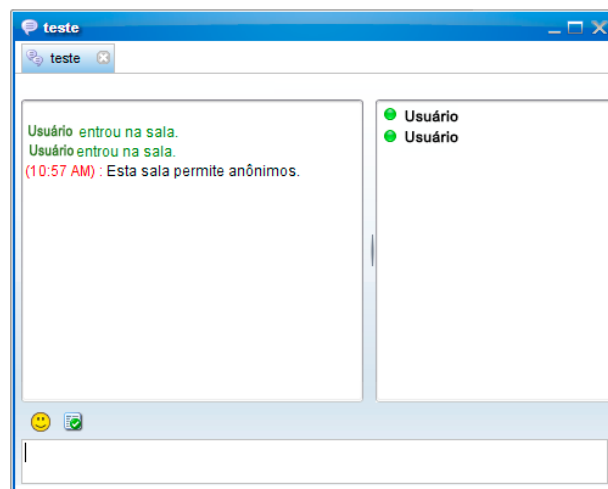 teste
teste
Usuário entrou na sala.
Usuário entrou na sala.
(10:57 AM) : Esta sala permite anônimos.
Usuário
Usuário